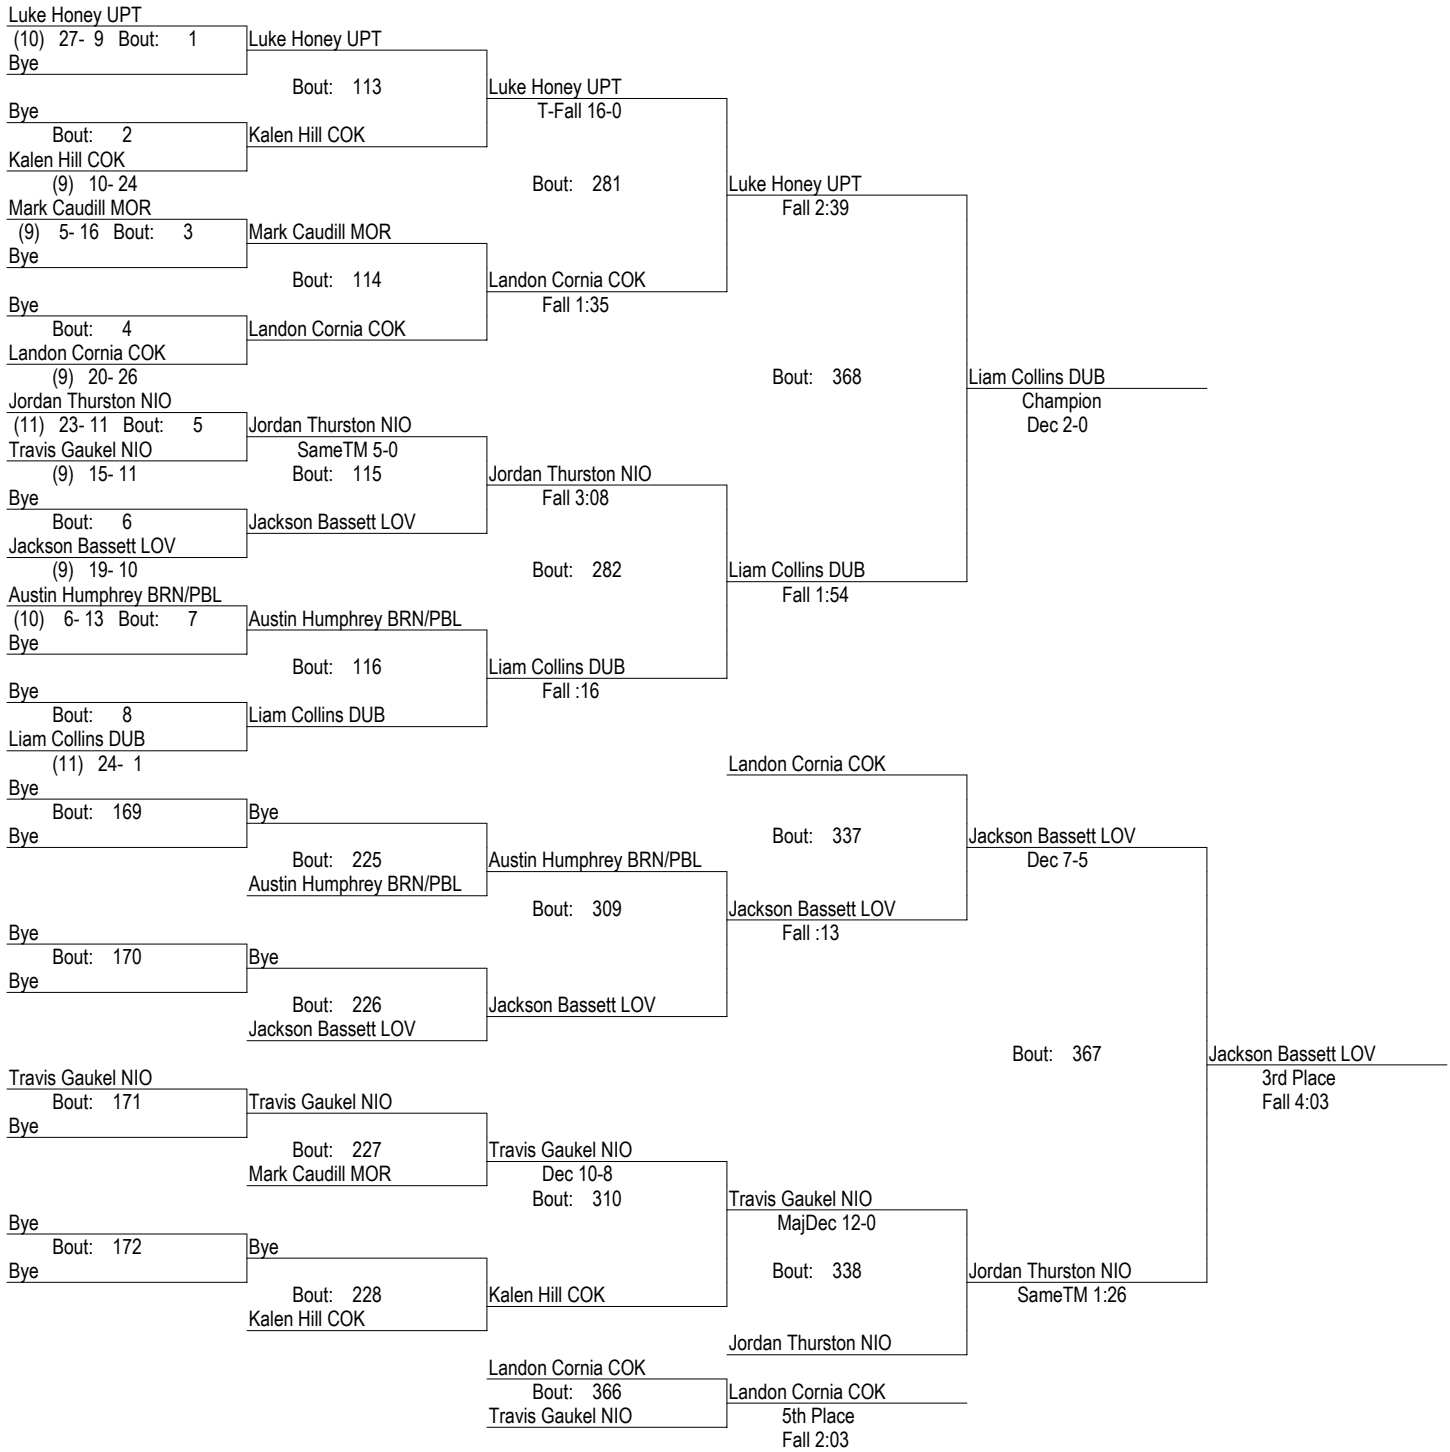 Luke Honey UPT
(10) 27- 9 Bout: 1
Luke Honey UPT
Bye
Bout: 113
Luke Honey UPT
Bye
T-Fall 16-0
Bout: 2
Kalen Hill COK
Kalen Hill COK
(9) 10- 24
Bout: 281
Luke Honey UPT
Mark Caudill MOR
Fall 2:39
(9) 5- 16 Bout: 3
Mark Caudill MOR
Bye
Bout: 114
Landon Cornia COK
Bye
Fall 1:35
Bout: 4
Landon Cornia COK
Landon Cornia COK
(9) 20- 26
Bout: 368
Liam Collins DUB
Jordan Thurston NIO
Champion
(11) 23- 11 Bout: 5
Jordan Thurston NIO
Dec 2-0
Travis Gaukel NIO
SameTM 5-0
(9) 15- 11
Bout: 115
Jordan Thurston NIO
Bye
Fall 3:08
Bout: 6
Jackson Bassett LOV
Jackson Bassett LOV
(9) 19- 10
Bout: 282
Liam Collins DUB
Austin Humphrey BRN/PBL
Fall 1:54
(10) 6- 13 Bout: 7
Austin Humphrey BRN/PBL
Bye
Bout: 116
Liam Collins DUB
Bye
Fall :16
Bout: 8
Liam Collins DUB
Liam Collins DUB
(11) 24- 1
Landon Cornia COK
Bye
Bout: 169
Bye
Bye
Bout: 337
Jackson Bassett LOV
Bout: 225
Austin Humphrey BRN/PBL
Dec 7-5
Austin Humphrey BRN/PBL
Bout: 309
Jackson Bassett LOV
Bye
Fall :13
Bout: 170
Bye
Bye
Bout: 226
Jackson Bassett LOV
Jackson Bassett LOV
Bout: 367
Jackson Bassett LOV
Travis Gaukel NIO
3rd Place
Bout: 171
Travis Gaukel NIO
Fall 4:03
Bye
Bout: 227
Travis Gaukel NIO
Mark Caudill MOR
Dec 10-8
Bout: 310
Travis Gaukel NIO
Bye
MajDec 12-0
Bout: 172
Bye
Bye
Bout: 338
Jordan Thurston NIO
Bout: 228
Kalen Hill COK
SameTM 1:26
Kalen Hill COK
Jordan Thurston NIO
Landon Cornia COK
Bout: 366
Landon Cornia COK
Travis Gaukel NIO
5th Place
Fall 2:03